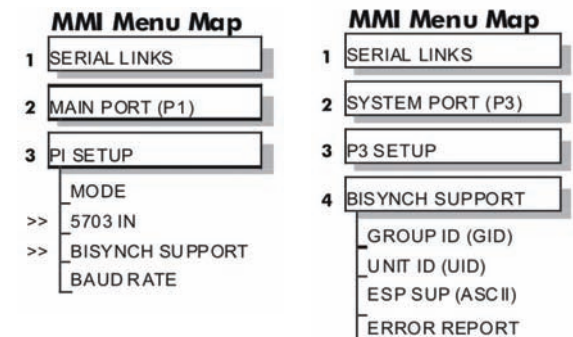 MMI Menu Map
1 SERIAL LINKS
2 MAIN PORT (P1)
3 PI SETUP
MODE
>> 5703 IN
>> BISYNCH SUPPORT
BAUD RATE
MMI Menu Map
1 SERIAL LINKS
2 SYSTEM PORT (P3)
3 P3 SETUP
4 BISYNCH SUPPORT
GROUP ID (GID)
UNIT ID (UID)
ESP SUP (ASCII)
ERROR REPORT